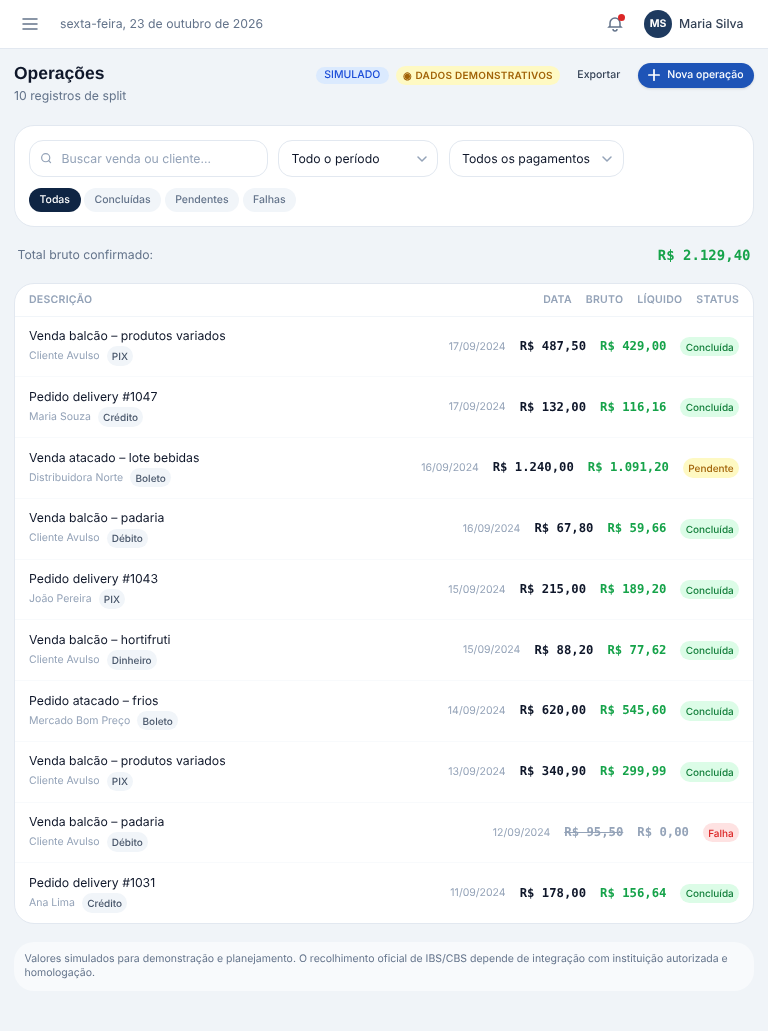 sexta-feira, 23 de outubro de 2026
MS Maria Silva
Operações
10 registros de split
SIMULADO
◉ DADOS DEMONSTRATIVOS
Exportar
Nova operação
Buscar venda ou cliente...
Todo o período
Todos os pagamentos
Todas Concluídas Pendentes Falhas
Total bruto confirmado: R$ 2.129,40
DESCRIÇÃO DATA BRUTO LÍQUIDO STATUS
Venda balcão – produtos variados
Cliente Avulso PIX
17/09/2024 R$ 487,50 R$ 429,00 Concluída
Pedido delivery #1047
Maria Souza Crédito
17/09/2024 R$ 132,00 R$ 116,16 Concluída
Venda atacado – lote bebidas
Distribuidora Norte Boleto
16/09/2024 R$ 1.240,00 R$ 1.091,20 Pendente
Venda balcão – padaria
Cliente Avulso Débito
16/09/2024 R$ 67,80 R$ 59,66 Concluída
Pedido delivery #1043
João Pereira PIX
15/09/2024 R$ 215,00 R$ 189,20 Concluída
Venda balcão – hortifruti
Cliente Avulso Dinheiro
15/09/2024 R$ 88,20 R$ 77,62 Concluída
Pedido atacado – frios
Mercado Bom Preço Boleto
14/09/2024 R$ 620,00 R$ 545,60 Concluída
Venda balcão – produtos variados
Cliente Avulso PIX
13/09/2024 R$ 340,90 R$ 299,99 Concluída
Venda balcão – padaria
Cliente Avulso Débito
12/09/2024 R$ 95,50 R$ 0,00 Falha
Pedido delivery #1031
Ana Lima Crédito
11/09/2024 R$ 178,00 R$ 156,64 Concluída
Valores simulados para demonstração e planejamento. O recolhimento oficial de IBS/CBS depende de integração com instituição autorizada e
homologação.